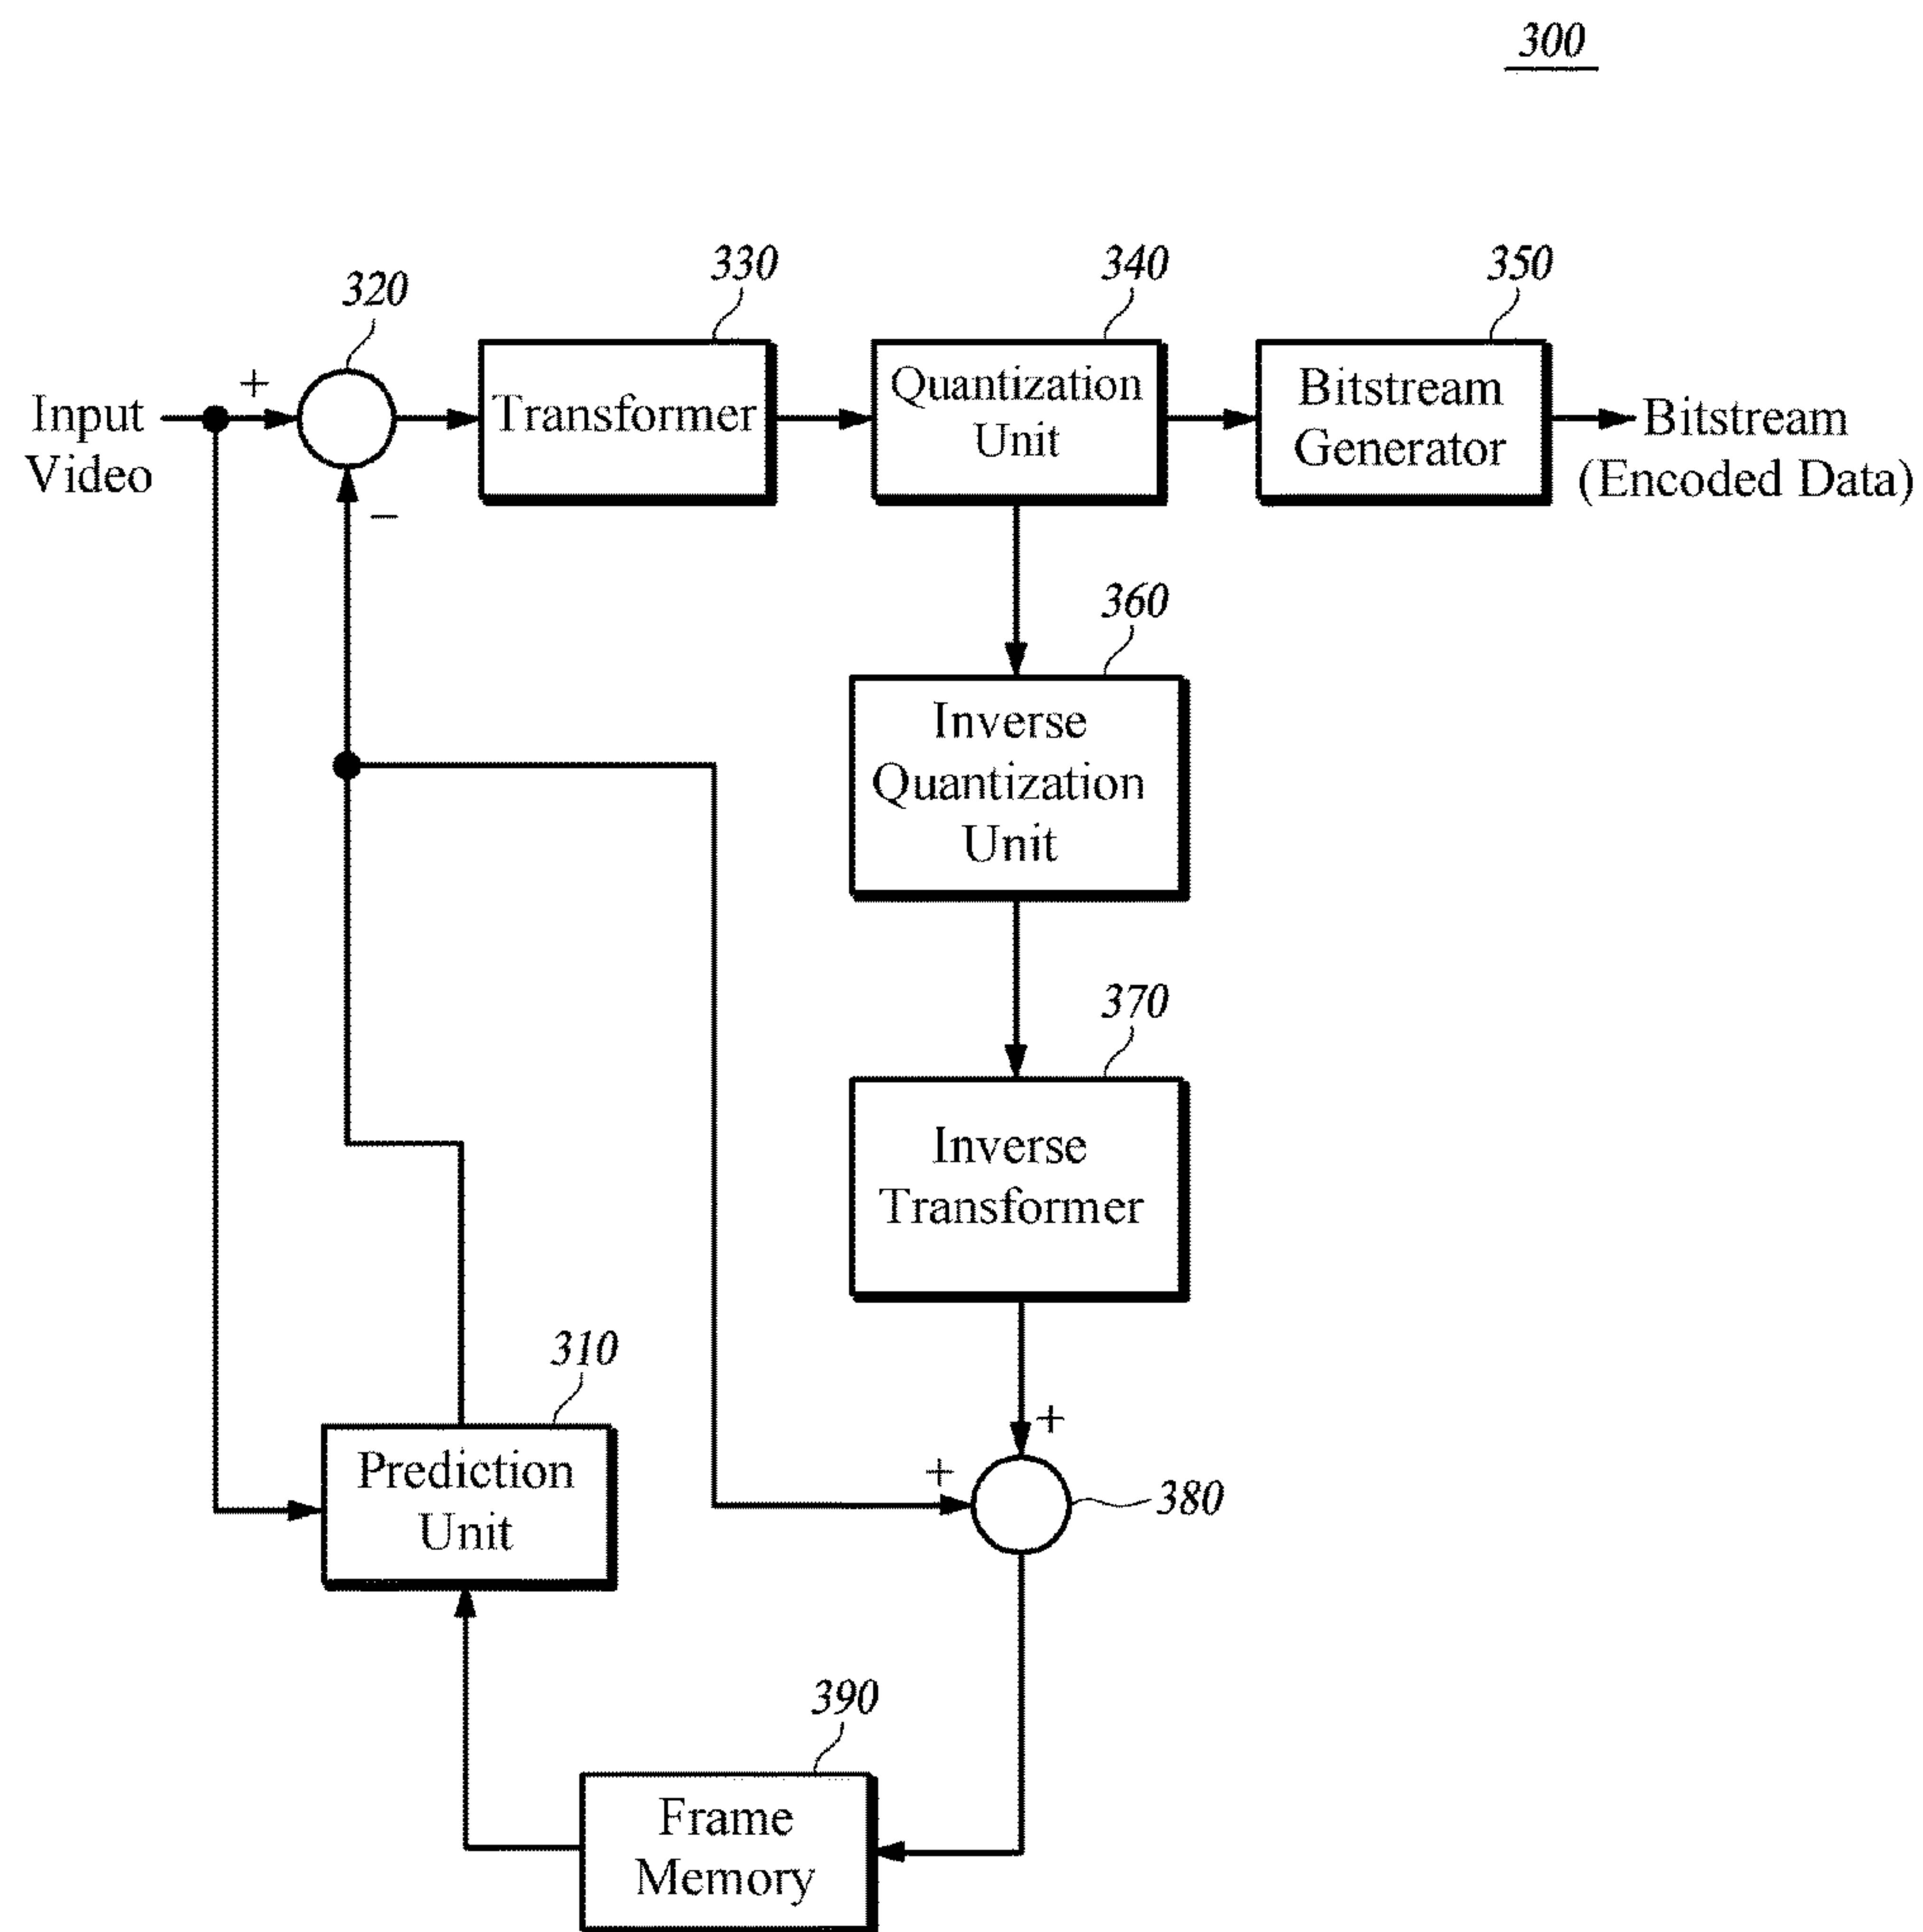 300
320
330
340
350
+
Input
Video
−
Transformer
Quantization
Unit
Bitstream
Generator
Bitstream
(Encoded Data)
360
Inverse
Quantization
Unit
370
Inverse
Transformer
310
Prediction
Unit
+
+
380
390
Frame
Memory